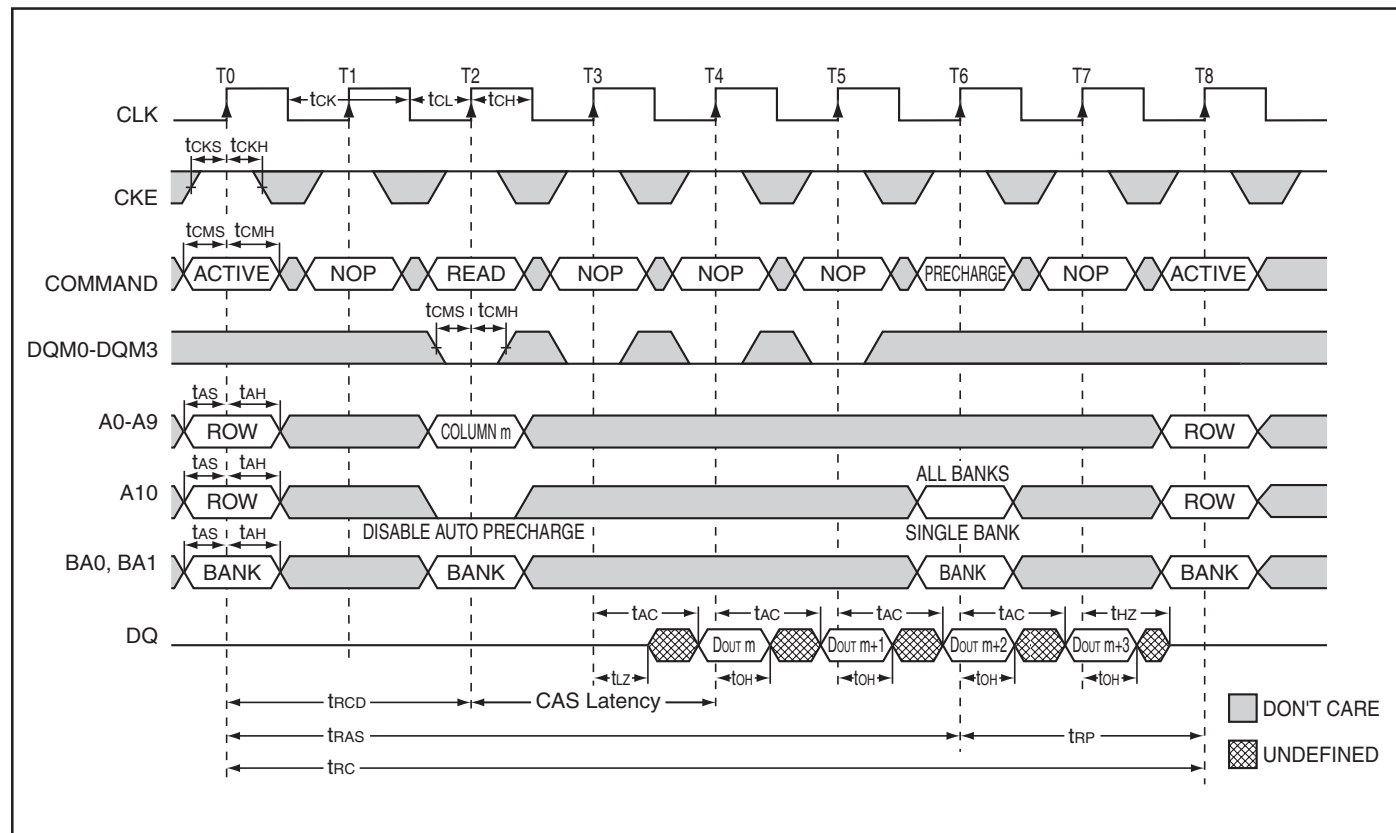 T0 T1 T2 T3 T4 T5 T6 T7 T8
CLK tCK tCL tCH
tCKS tCKH
CKE
tCMS tCMH
COMMAND ACTIVE NOP READ NOP NOP NOP PRECHARGE NOP ACTIVE
tCMS tCMH
DQM0-DQM3
tAS tAH
A0-A9 ROW COLUMN m ROW
tAS tAH ALL BANKS
A10 ROW ROW
tAS tAH DISABLE AUTO PRECHARGE SINGLE BANK
BA0, BA1 BANK BANK BANK BANK
tAC tAC tAC tAC tHZ
DQ DOUT m DOUT m+1 DOUT m+2 DOUT m+3
tLZ tOH tOH tOH tOH
tRCD CAS Latency
DON'T CARE
tRAS tRP
UNDEFINED
tRC